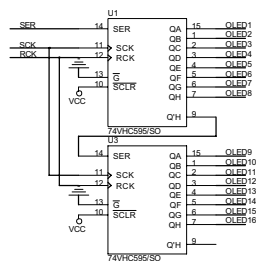 U1
SER 14 SER QA 15 OLED1
QB 1 OLED2
SCK 11 SCK QC 2 OLED3
RCK 12 RCK QD 3 OLED4
QE 4 OLED5
13 G QF 5 OLED6
10 SCLR QG 6 OLED7
VCC QH 7 OLED8
Q'H 9
74VHC595/SO
U3
14 SER QA 15 OLED9
QB 1 OLED10
11 SCK QC 2 OLED11
12 RCK QD 3 OLED12
QE 4 OLED13
13 G QF 5 OLED14
10 SCLR QG 6 OLED15
VCC QH 7 OLED16
Q'H 9
74VHC595/SO